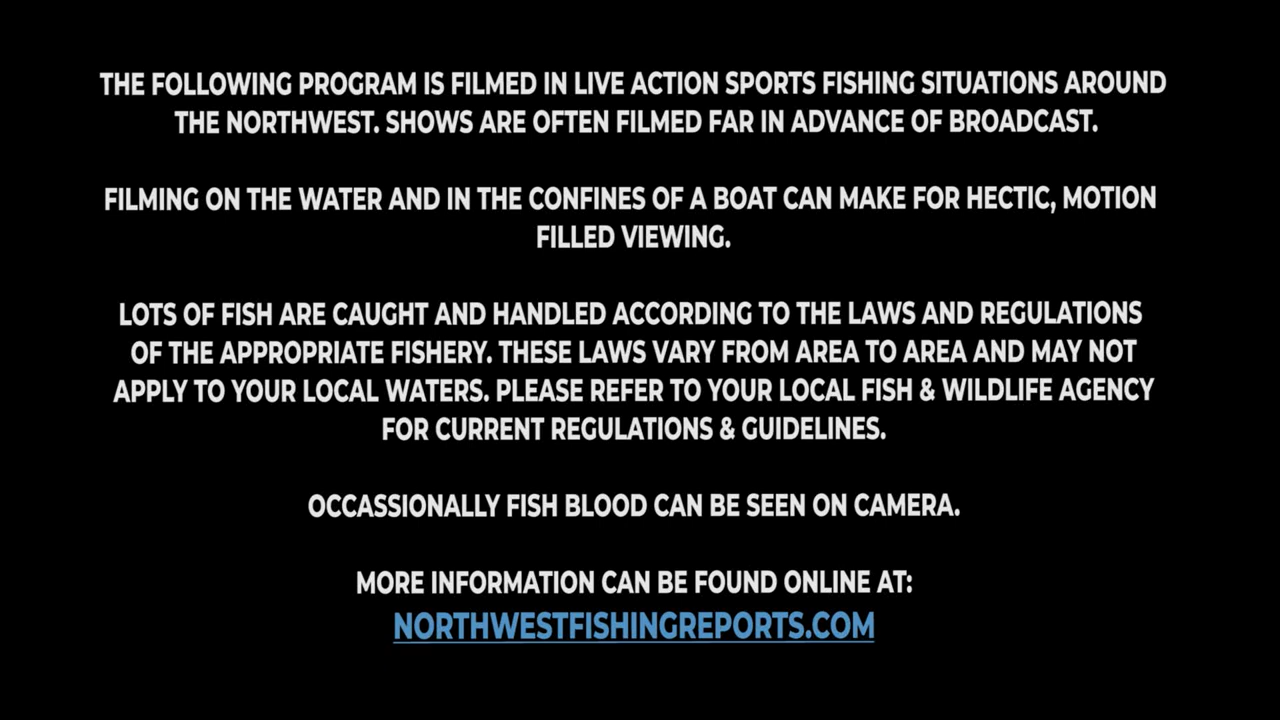 THE FOLLOWING PROGRAM IS FILMED IN LIVE ACTION SPORTS FISHING SITUATIONS AROUND
THE NORTHWEST. SHOWS ARE OFTEN FILMED FAR IN ADVANCE OF BROADCAST.
FILMING ON THE WATER AND IN THE CONFINES OF A BOAT CAN MAKE FOR HECTIC, MOTION
FILLED VIEWING.
LOTS OF FISH ARE CAUGHT AND HANDLED ACCORDING TO THE LAWS AND REGULATIONS
OF THE APPROPRIATE FISHERY. THESE LAWS VARY FROM AREA TO AREA AND MAY NOT
APPLY TO YOUR LOCAL WATERS. PLEASE REFER TO YOUR LOCAL FISH & WILDLIFE AGENCY
FOR CURRENT REGULATIONS & GUIDELINES.
OCCASSIONALLY FISH BLOOD CAN BE SEEN ON CAMERA.
MORE INFORMATION CAN BE FOUND ONLINE AT:
NORTHWESTFISHINGREPORTS.COM